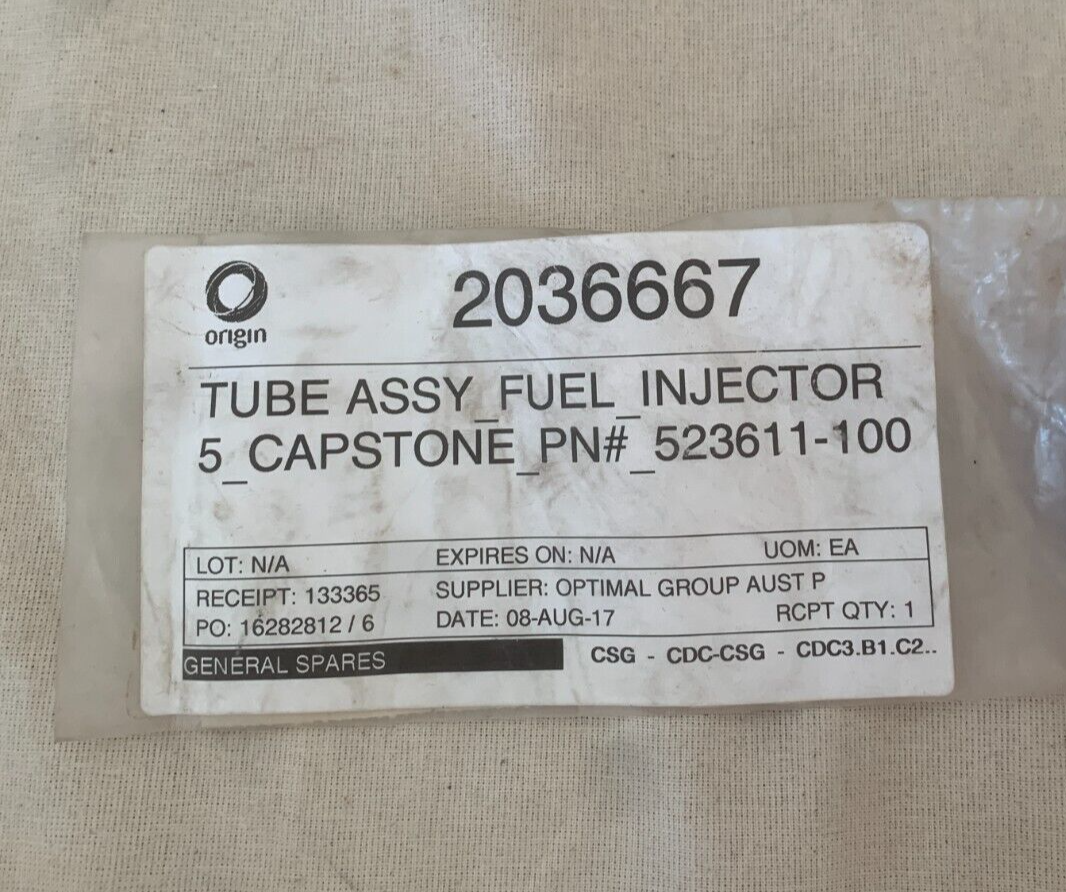 origin
2036667
TUBE ASSY_FUEL_INJECTOR
5_CAPSTONE_PN#_523611-100
LOT: N/A EXPIRES ON: N/A UOM: EA
RECEIPT: 133365 SUPPLIER: OPTIMAL GROUP AUST P
PO: 16282812 / 6 DATE: 08-AUG-17 RCPT QTY: 1
GENERAL SPARES CSG - CDC-CSG - CDC3.B1.C2..